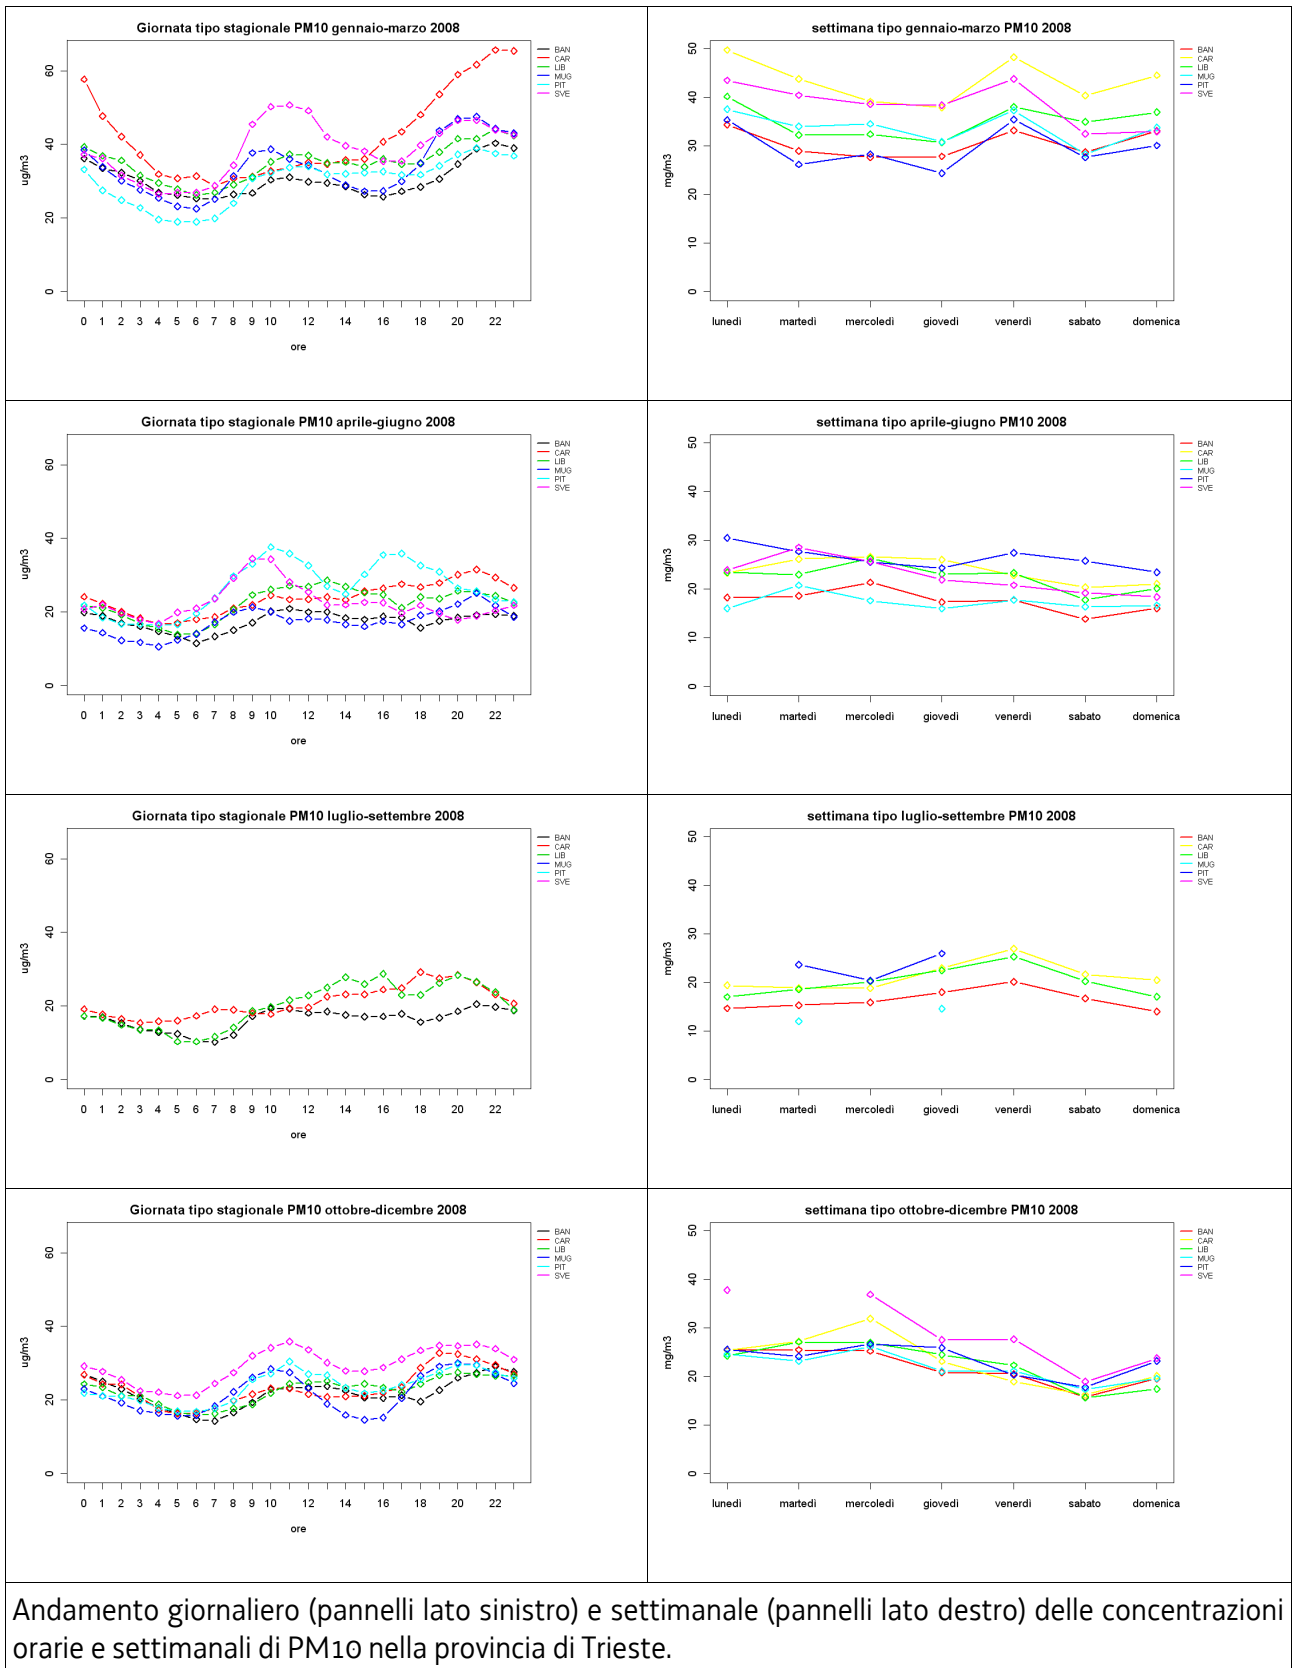 Giornata tipo stagionale PM10 gennaio-marzo 2008
BAN
CAR
LIB
MUG
PIT
SVE
ug/m3
60
40
20
0
0 1 2 3 4 5 6 7 8 9 10 12 14 16 18 20 22
ore
settimana tipo gennaio-marzo PM10 2008
BAN
CAR
LIB
MUG
PIT
SVE
mg/m3
50
40
30
20
10
0
lunedì martedì mercoledì giovedì venerdì sabato domenica
Giornata tipo stagionale PM10 aprile-giugno 2008
BAN
CAR
LIB
MUG
PIT
SVE
ug/m3
60
40
20
0
0 1 2 3 4 5 6 7 8 9 10 12 14 16 18 20 22
ore
settimana tipo aprile-giugno PM10 2008
BAN
CAR
LIB
MUG
PIT
SVE
mg/m3
50
40
30
20
10
0
lunedì martedì mercoledì giovedì venerdì sabato domenica
Giornata tipo stagionale PM10 luglio-settembre 2008
BAN
CAR
LIB
MUG
PIT
SVE
ug/m3
60
40
20
0
0 1 2 3 4 5 6 7 8 9 10 12 14 16 18 20 22
ore
settimana tipo luglio-settembre PM10 2008
BAN
CAR
LIB
MUG
PIT
SVE
mg/m3
50
40
30
20
10
0
lunedì martedì mercoledì giovedì venerdì sabato domenica
Giornata tipo stagionale PM10 ottobre-dicembre 2008
BAN
CAR
LIB
MUG
PIT
SVE
ug/m3
60
40
20
0
0 1 2 3 4 5 6 7 8 9 10 12 14 16 18 20 22
ore
settimana tipo ottobre-dicembre PM10 2008
BAN
CAR
LIB
MUG
PIT
SVE
mg/m3
50
40
30
20
10
0
lunedì martedì mercoledì giovedì venerdì sabato domenica
Andamento giornaliero (pannelli lato sinistro) e settimanale (pannelli lato destro) delle concentrazioni
orarie e settimanali di PM10 nella provincia di Trieste.